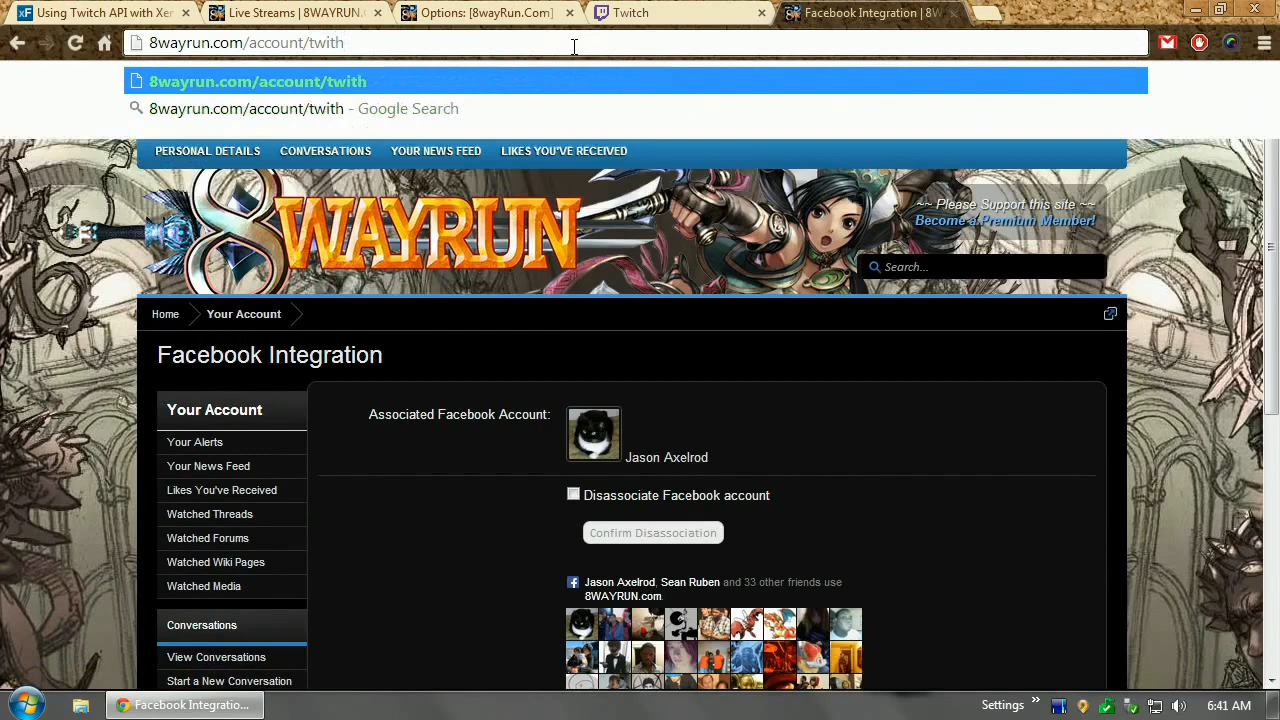 Using Twitch API with Xen
Live Streams | 8WAYRUN.
Options: [8wayRun.Com]
Twitch
Facebook Integration | 8W
8wayrun.com/account/twith
8wayrun.com/account/twith
8wayrun.com/account/twith - Google Search
PERSONAL DETAILS CONVERSATIONS YOUR NEWS FEED LIKES YOU'VE RECEIVED
8WAYRUN
~~ Please Support this site ~~
Become a Premium Member!
Search...
Home Your Account
Facebook Integration
Your Account
Your Alerts
Your News Feed
Likes You've Received
Watched Threads
Watched Forums
Watched Wiki Pages
Watched Media
Conversations
View Conversations
Start a New Conversation
Associated Facebook Account:
Jason Axelrod
Disassociate Facebook account
Confirm Disassociation
Jason Axelrod, Sean Ruben and 33 other friends use
8WAYRUN.com.
Facebook Integratio...
Settings
6:41 AM